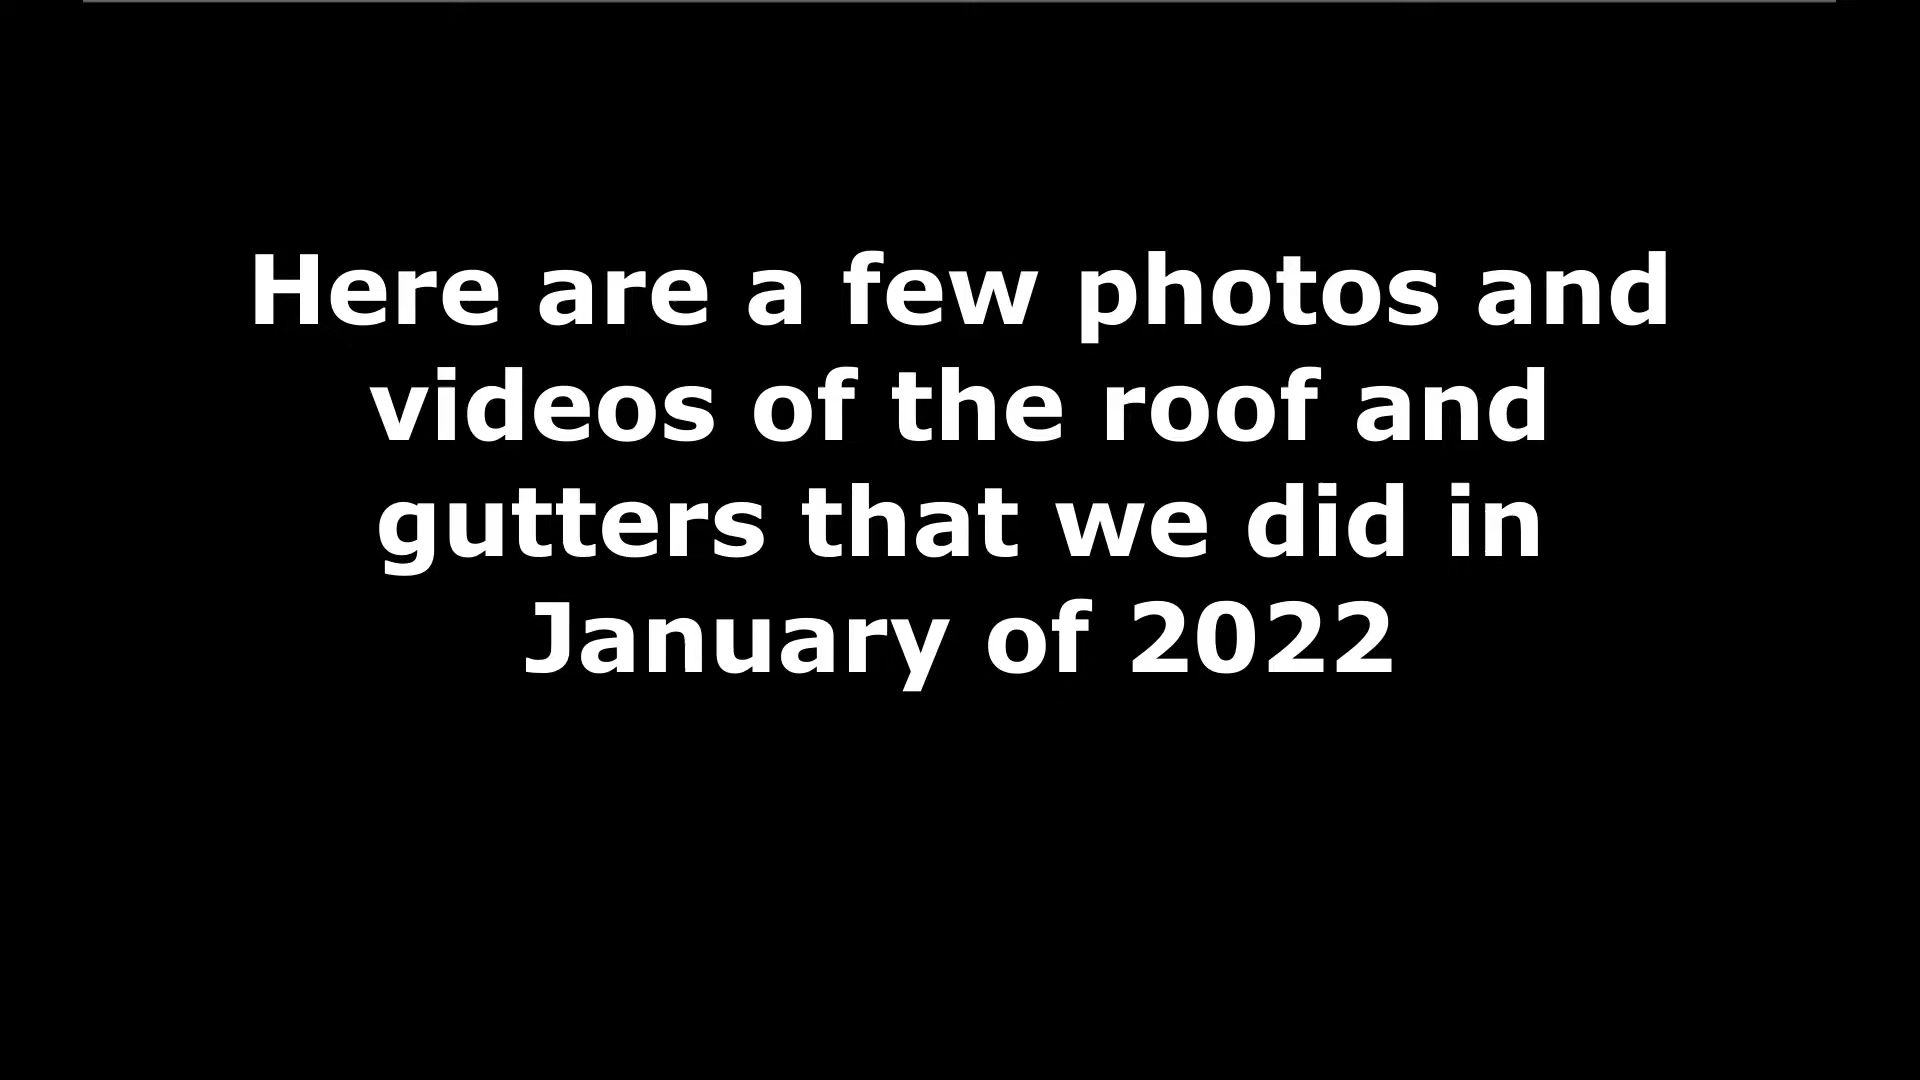 Here are a few photos and
videos of the roof and
gutters that we did in
January of 2022